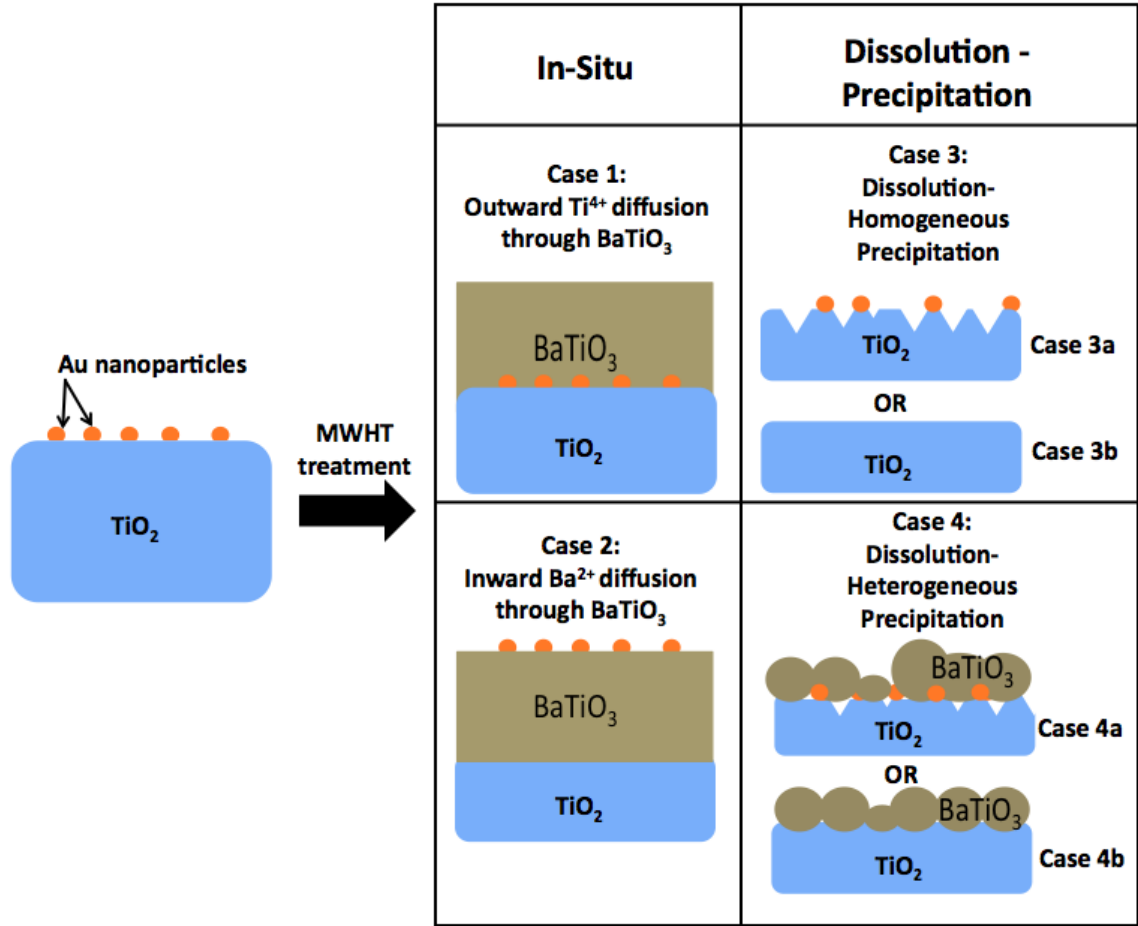 In-Situ
Dissolution -
Precipitation
Au nanoparticles
TiO₂
MWHT
treatment
Case 1:
Outward Ti⁴⁺ diffusion
through BaTiO₃
BaTiO₃
TiO₂
Case 3:
Dissolution-
Homogeneous
Precipitation
TiO₂
Case 3a
OR
TiO₂
Case 3b
Case 2:
Inward Ba²⁺ diffusion
through BaTiO₃
BaTiO₃
TiO₂
Case 4:
Dissolution-
Heterogeneous
Precipitation
BaTiO₃
TiO₂
Case 4a
OR
BaTiO₃
TiO₂
Case 4b